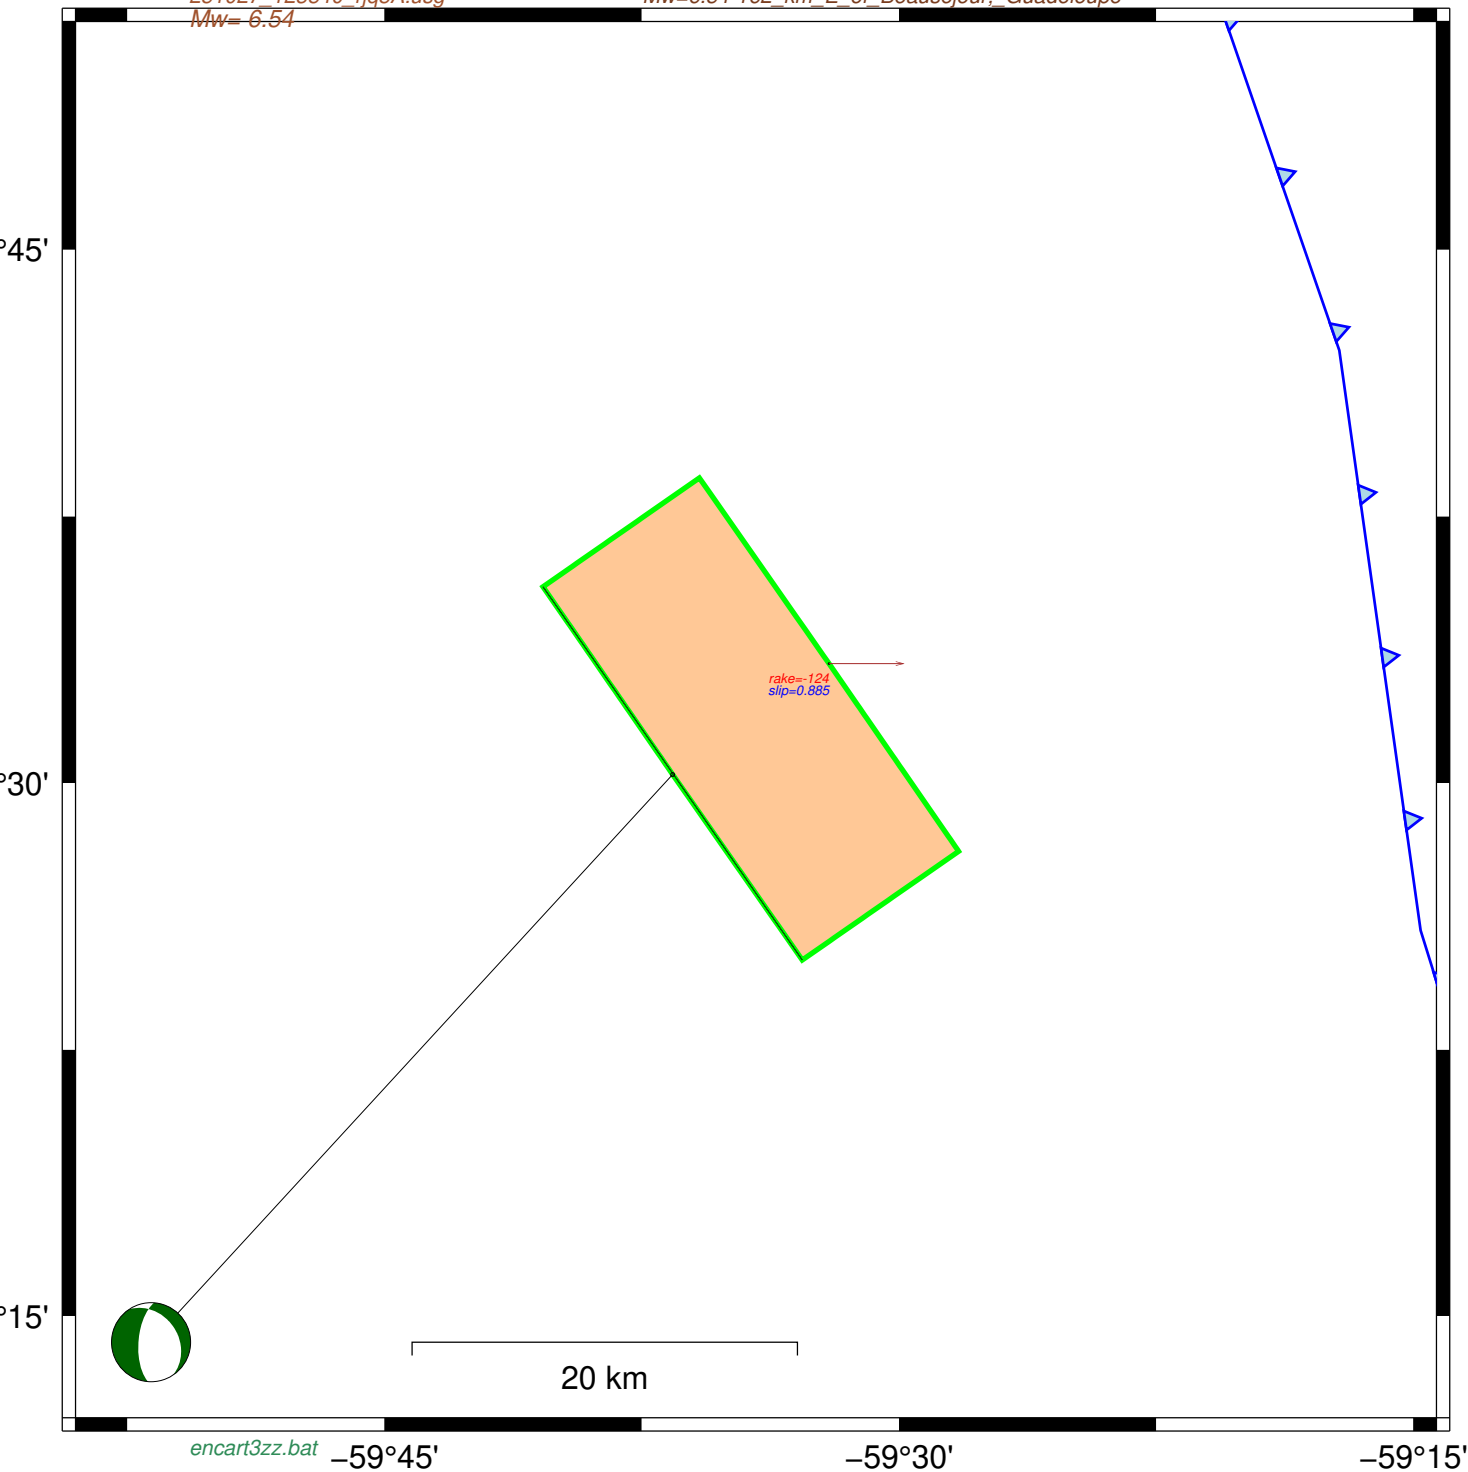 Mw= 6.54
°45'
rake=-124
slip=0.885
°30'
°15'
20 km
encart3zz.bat
−59°45'
−59°30'
−59°15'